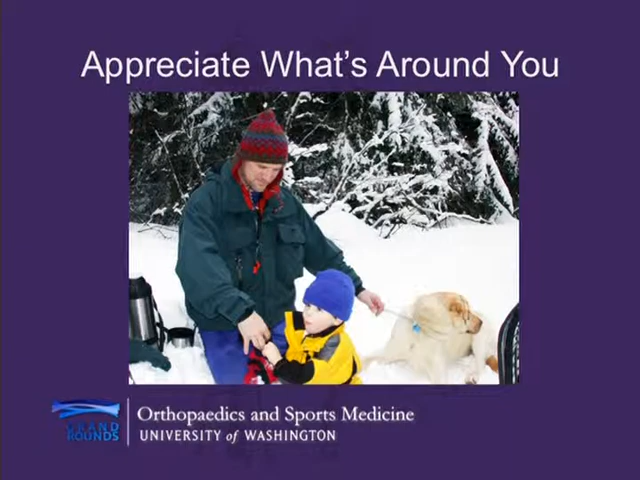 Appreciate What's Around You
Orthopaedics and Sports Medicine
GRAND
ROUNDS
UNIVERSITY of WASHINGTON